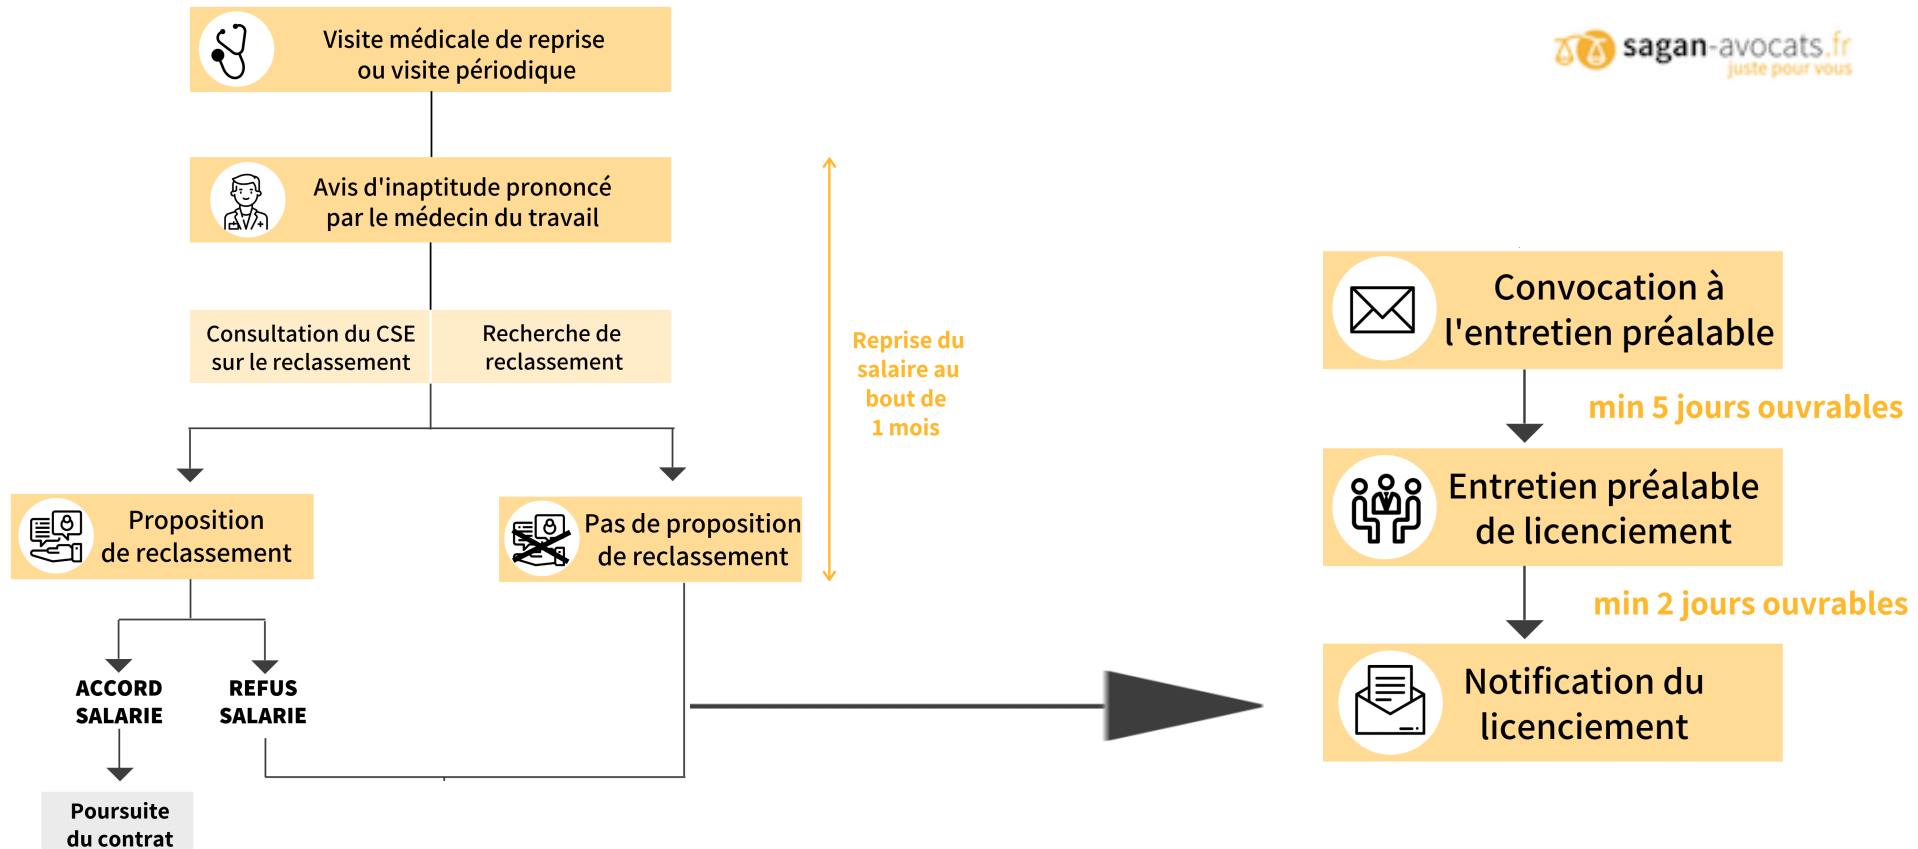 sagan-avocats.fr
juste pour vous
Visite médicale de reprise
ou visite périodique
Avis d'inaptitude prononcé
par le médecin du travail
Consultation du CSE
sur le reclassement
Recherche de
reclassement
Reprise du
salaire au
bout de
1 mois
Proposition
de reclassement
Pas de proposition
de reclassement
ACCORD
SALARIE
REFUS
SALARIE
Poursuite
du contrat
Convocation à
l'entretien préalable
min 5 jours ouvrables
Entretien préalable
de licenciement
min 2 jours ouvrables
Notification du
licenciement